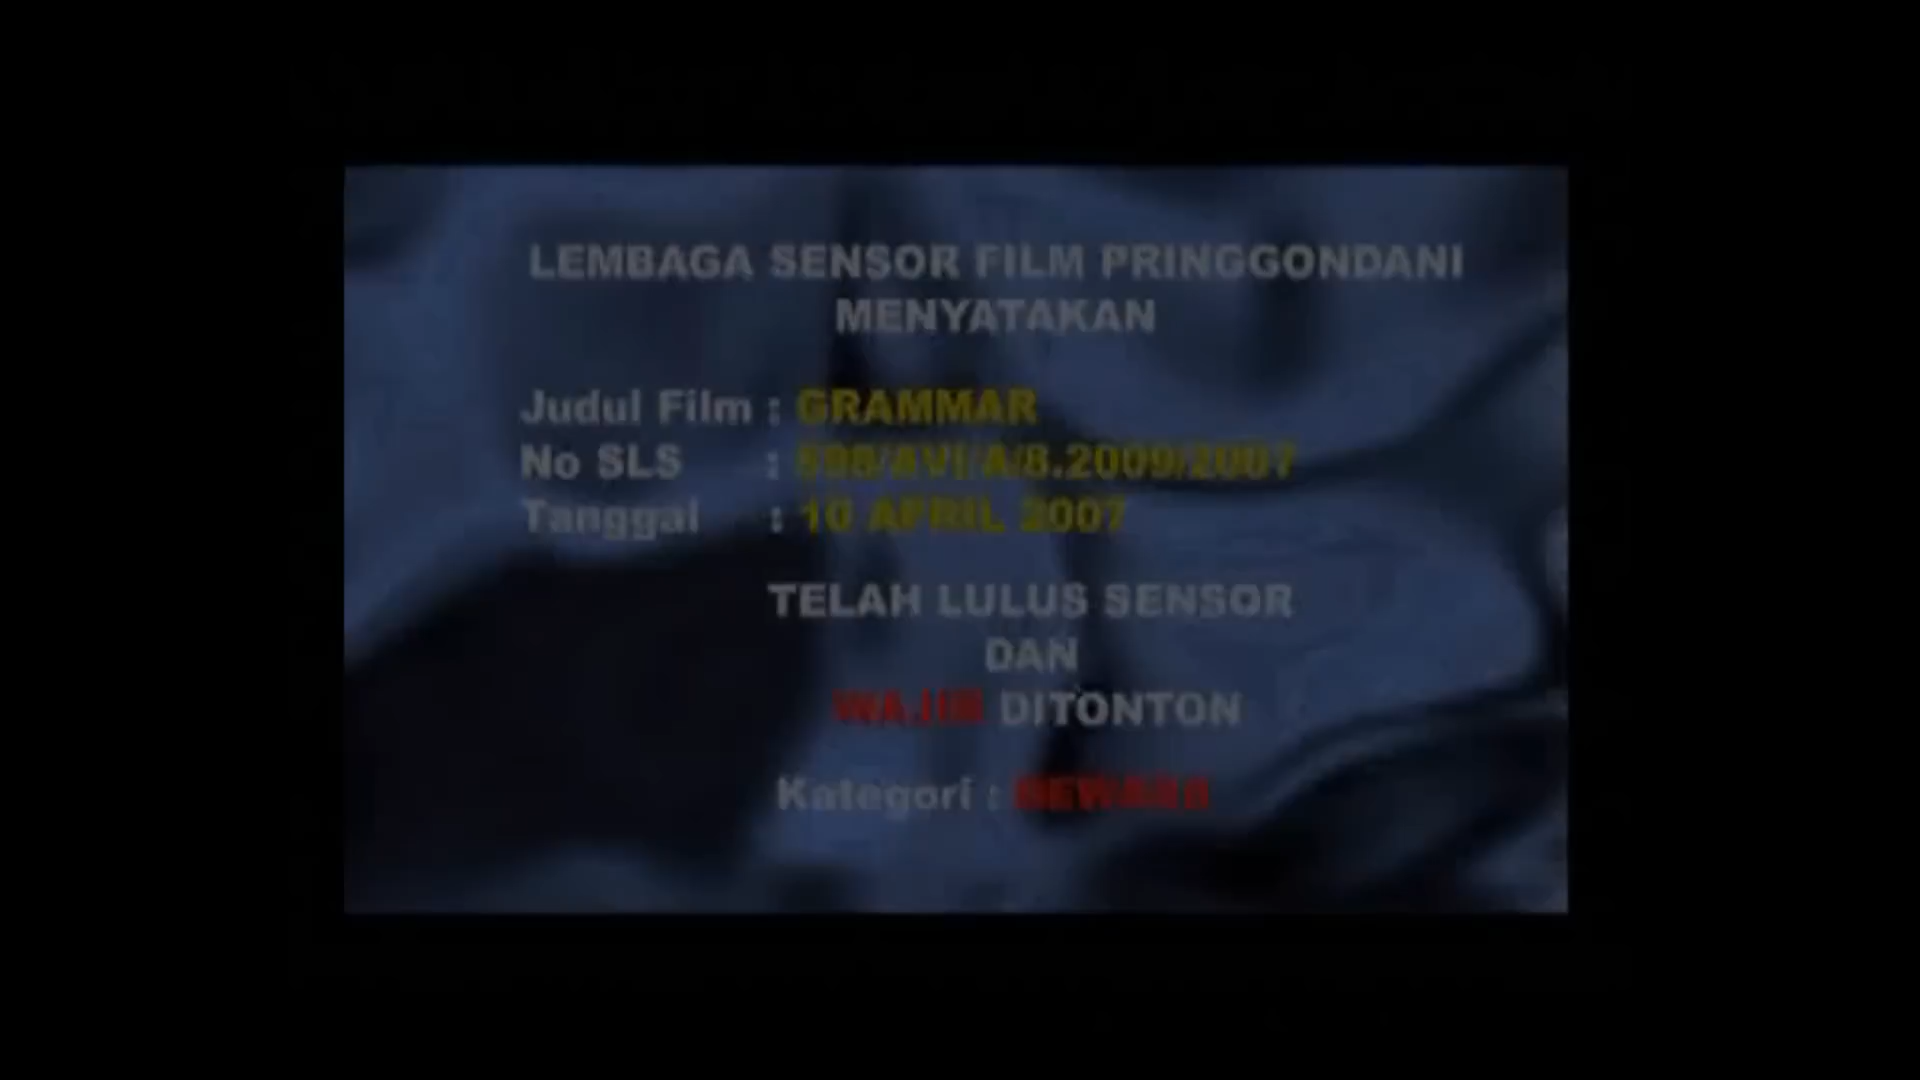 LEMBAGA SENSOR FILM PRINGGONDANI
MENYATAKAN
Judul Film : GRAMMAR
No SLS :
Tanggal : 10 APRIL 2007
TELAH LULUS SENSOR
DAN
WAJIB DITONTON
Kategori :